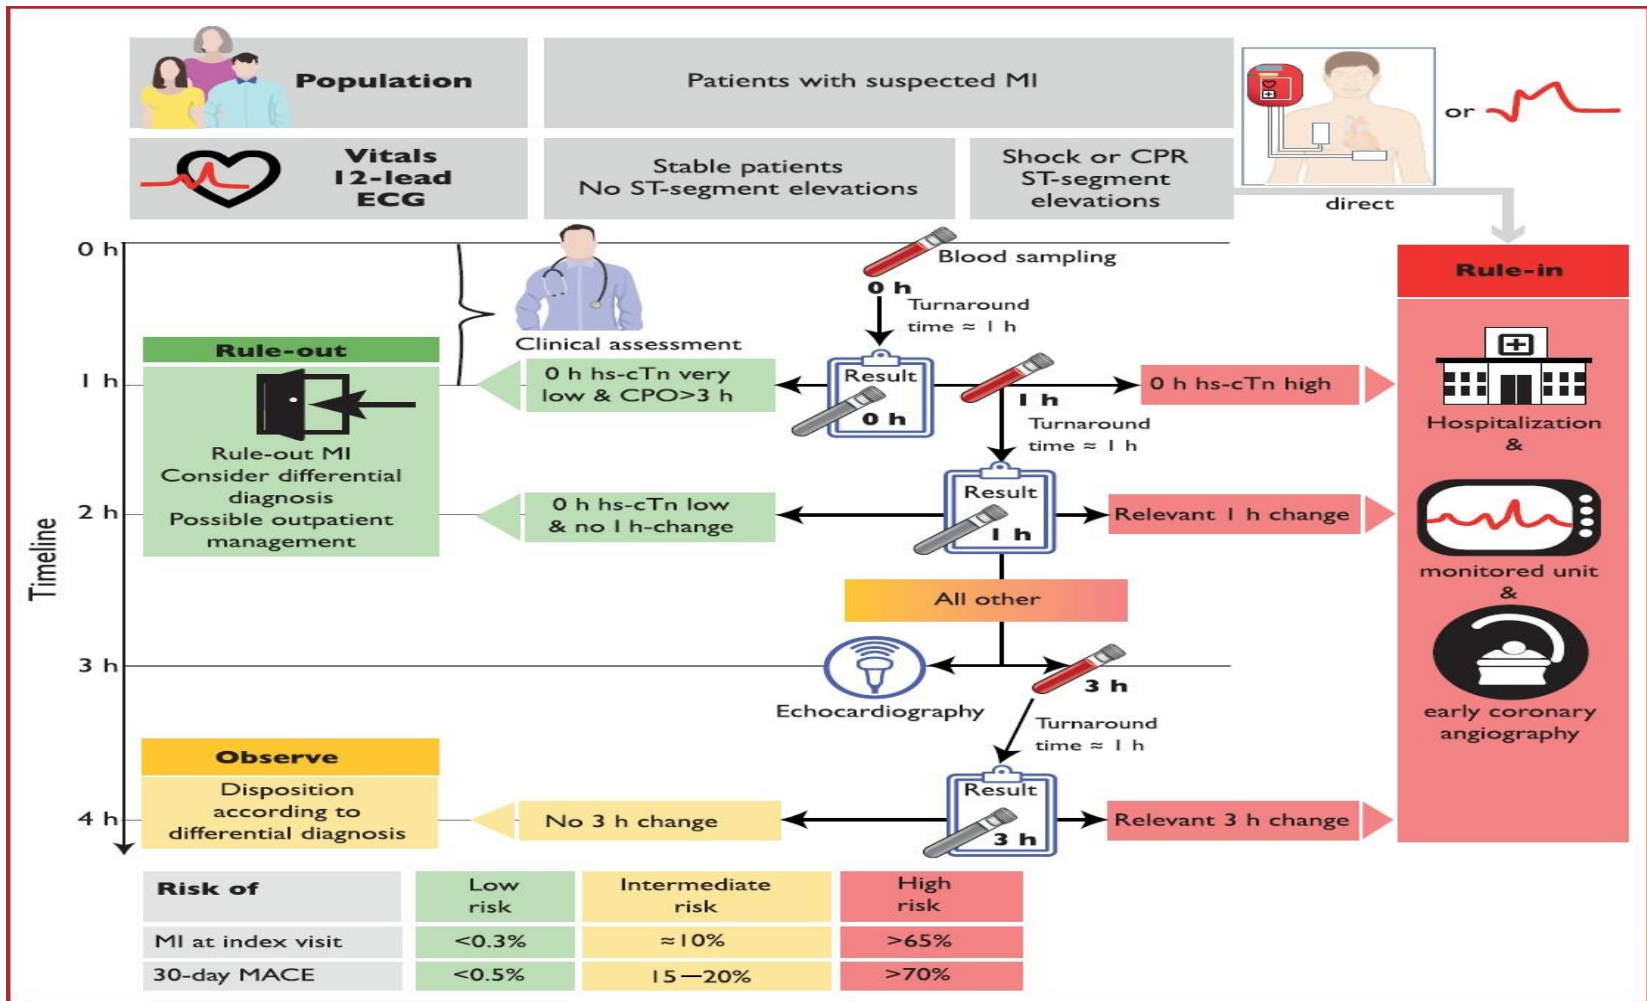 Population
Patients with suspected MI
or
Vitals
12-lead
ECG
Stable patients
No ST-segment elevations
Shock or CPR
ST-segment
elevations
direct
Timeline
0 h
Blood sampling
0 h
Turnaround
time ≈ 1 h
Clinical assessment
Rule-in
Rule-out
1 h
Rule-out MI
Consider differential
diagnosis
Possible outpatient
management
0 h hs-cTn very
low & CPO>3 h
Result
0 h
1 h
0 h hs-cTn high
Turnaround
time ≈ 1 h
Hospitalization
&
monitored unit
&
early coronary
angiography
2 h
0 h hs-cTn low
& no 1 h-change
Result
1 h
Relevant 1 h change
All other
3 h
Echocardiography
3 h
Turnaround
time ≈ 1 h
Observe
Disposition
according to
differential diagnosis
4 h
No 3 h change
Result
3 h
Relevant 3 h change
Risk of
Low
risk
Intermediate
risk
High
risk
MI at index visit
<0.3%
≈10%
>65%
30-day MACE
<0.5%
15—20%
>70%